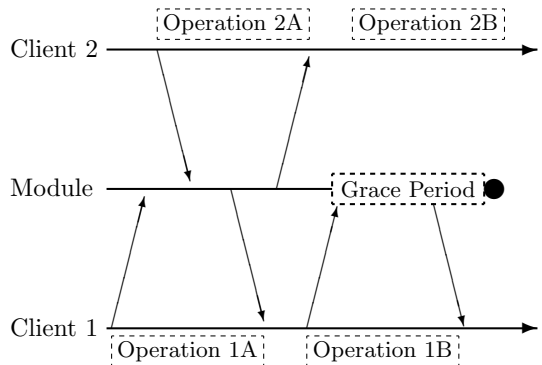 Operation 2A
Operation 2B
Client 2
Module
Grace Period
Client 1
Operation 1A
Operation 1B